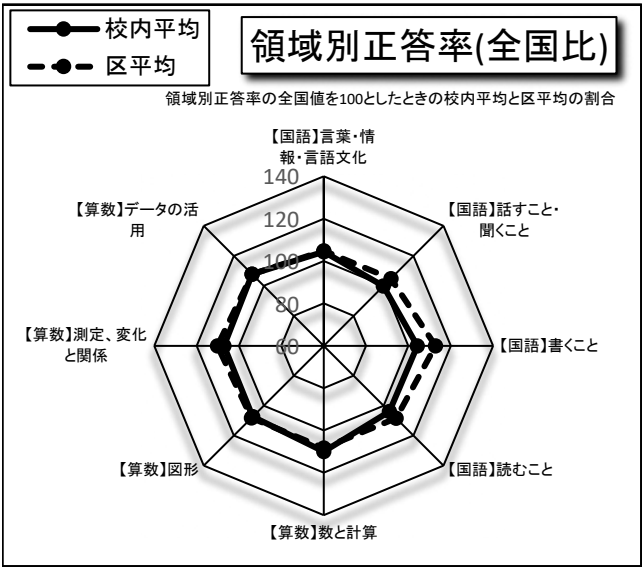 校内平均
区平均
領域別正答率(全国比)
領域別正答率の全国値を100としたときの校内平均と区平均の割合
【国語】言葉・情
報・言語文化
【国語】話すこと・
聞くこと
【国語】書くこと
【国語】読むこと
【算数】数と計算
【算数】図形
【算数】測定、変化
と関係
【算数】データの活
用
140
120
100
80
60